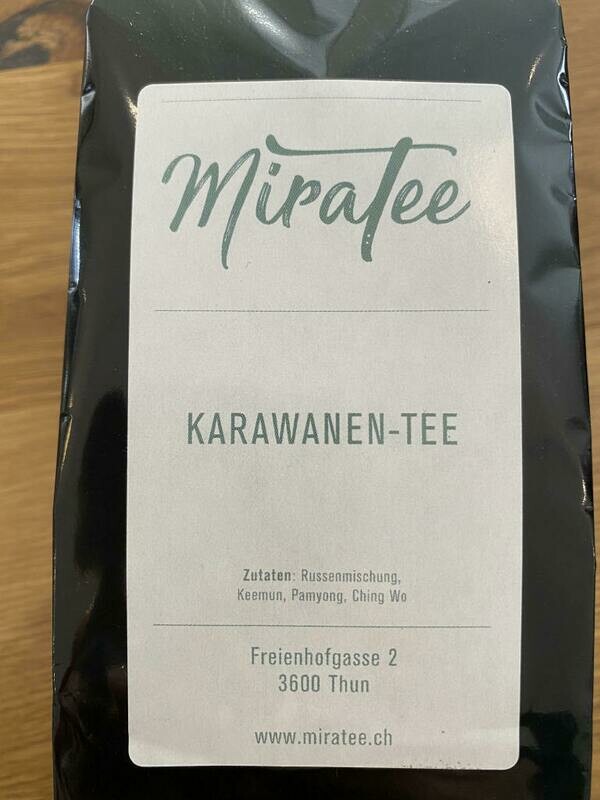 MiraTee
KARAWANEN-TEE
Zutaten: Russenmischung,
Keemun, Pamyong, Ching Wo
Freienhofgasse 2
3600 Thun
www.miratee.ch